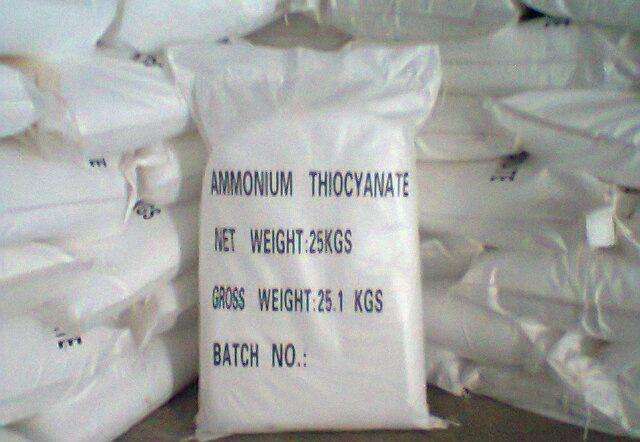 AMMONIUM THIOCYANATE
NET WEIGHT:25KGS
GROSS WEIGHT:25.1 KGS
BATCH NO.: